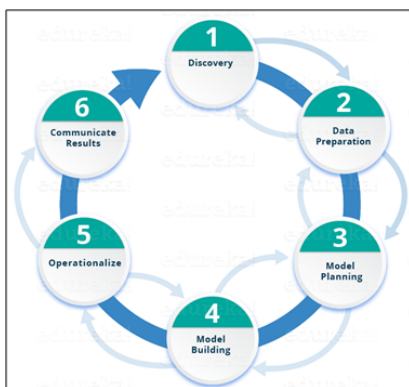 1
Discovery
2
Data
Preparation
3
Model
Planning
4
Model
Building
5
Operationalize
6
Communicate
Results